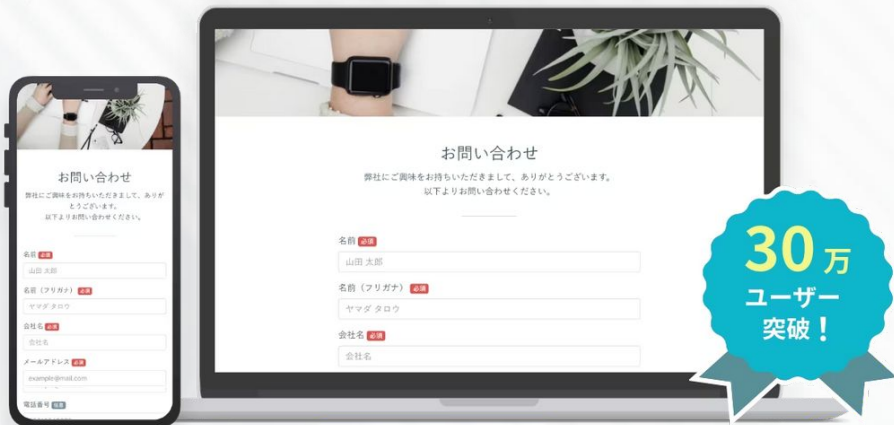 お問い合わせ
弊社にご興味をお持ちいただきまして、ありが
とうございます。
以下よりお問い合わせください。
名前 必須
山田 太郎
名前（フリガナ） 必須
ヤマダ タロウ
会社名 必須
会社名
メールアドレス 必須
example@mail.com
電話番号 任意
お問い合わせ
弊社にご興味をお持ちいただきまして、ありがとうございます。
以下よりお問い合わせください。
名前 必須
山田 太郎
名前（フリガナ） 必須
ヤマダ タロウ
会社名 必須
会社名
30万
ユーザー
突破！